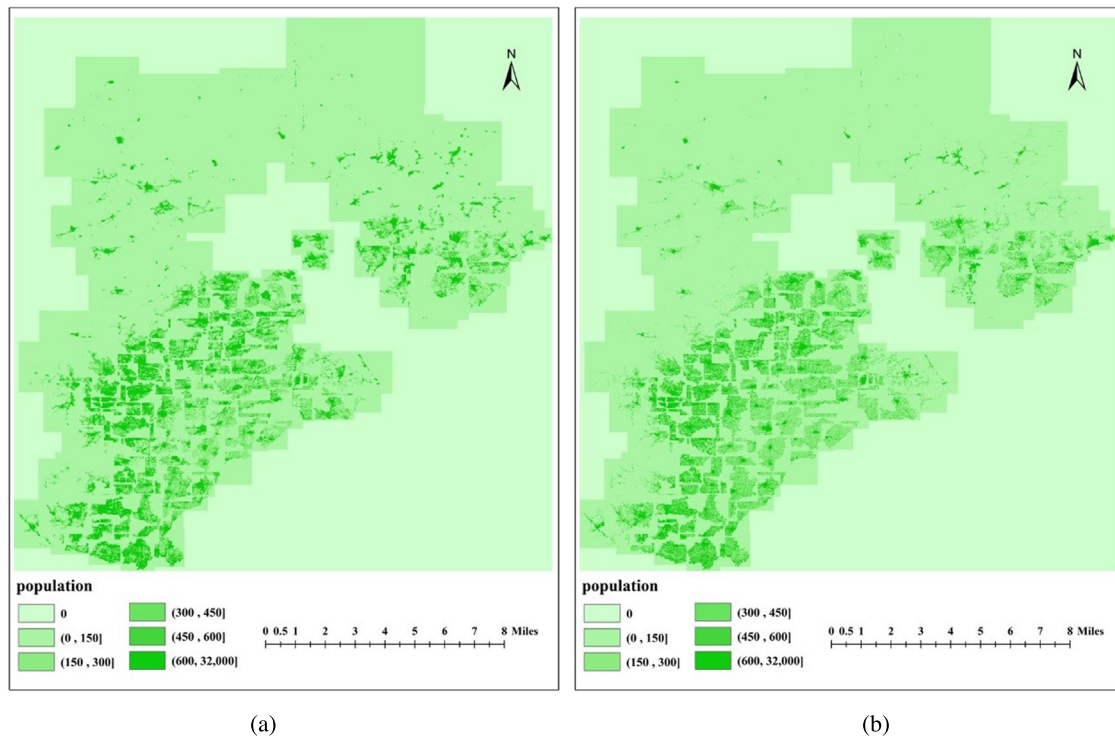 N
population
0
(0 , 150]
(150 , 300]
(300 , 450]
(450 , 600]
(600, 32,000]
0 0.5 1 2 3 4 5 6 7 8 Miles
(a)
N
population
0
(0 , 150]
(150 , 300]
(300 , 450]
(450 , 600]
(600, 32,000]
0 0.5 1 2 3 4 5 6 7 8 Miles
(b)